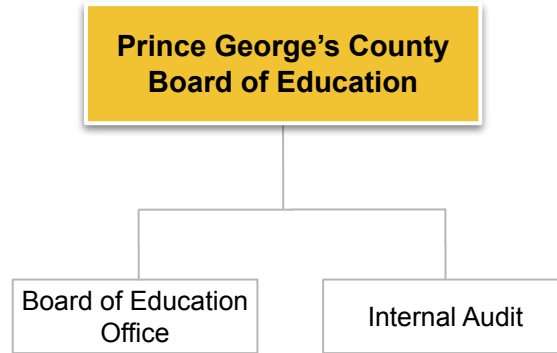 Prince George’s County
Board of Education
Board of Education
Office
Internal Audit